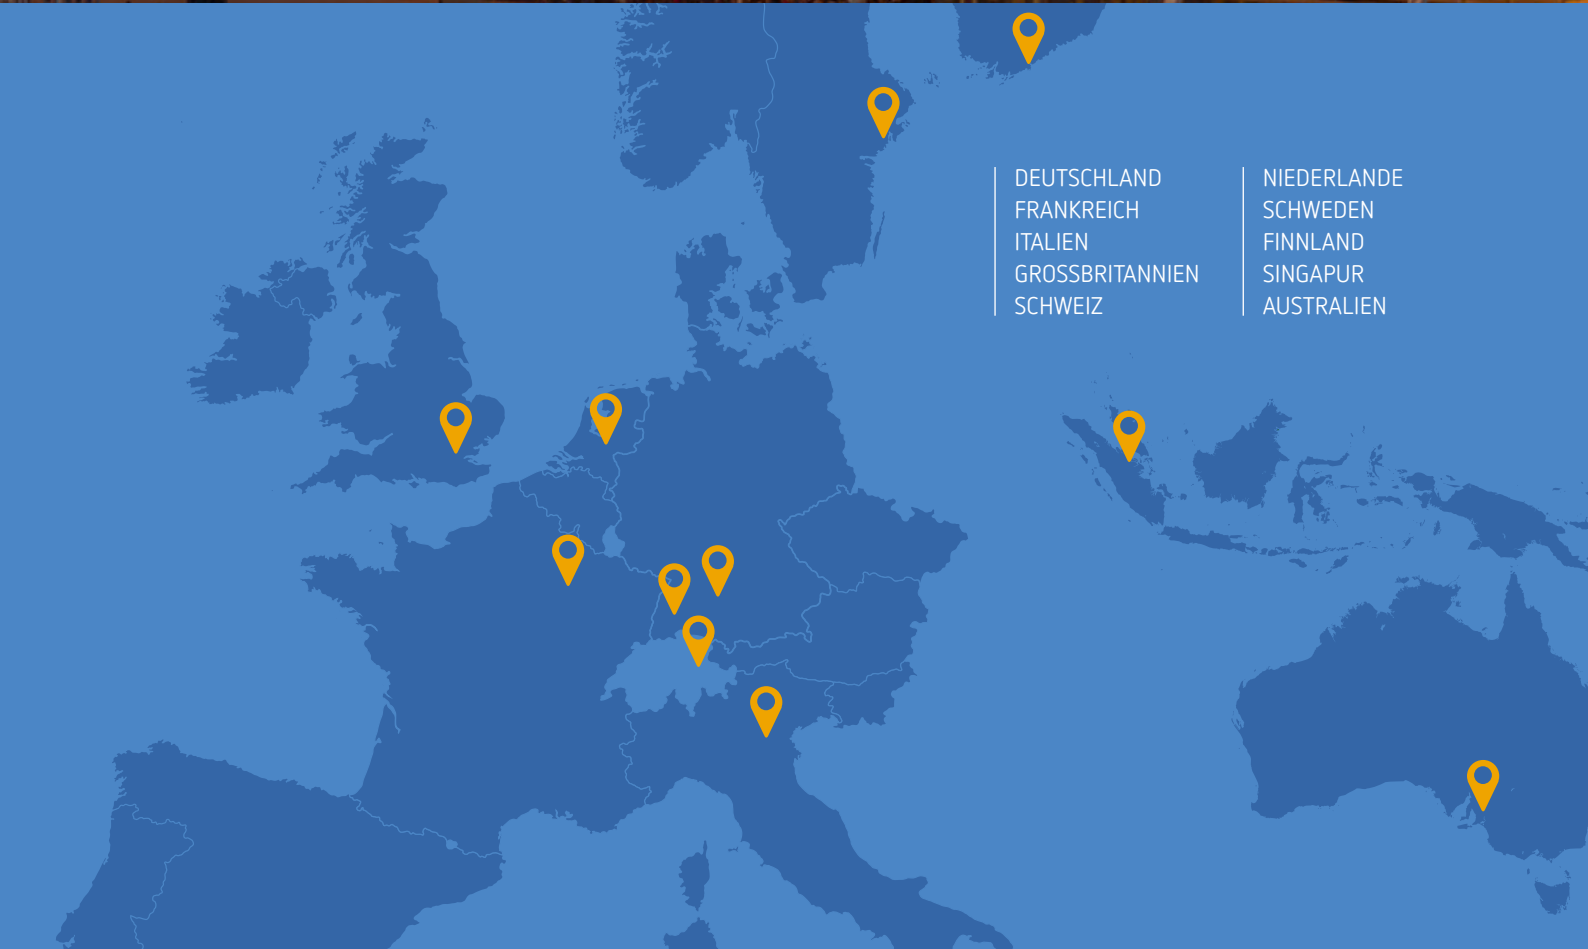 DEUTSCHLAND
FRANKREICH
ITALIEN
GROSSBRITANNIEN
SCHWEIZ
NIEDERLANDE
SCHWEDEN
FINNLAND
SINGAPUR
AUSTRALIEN